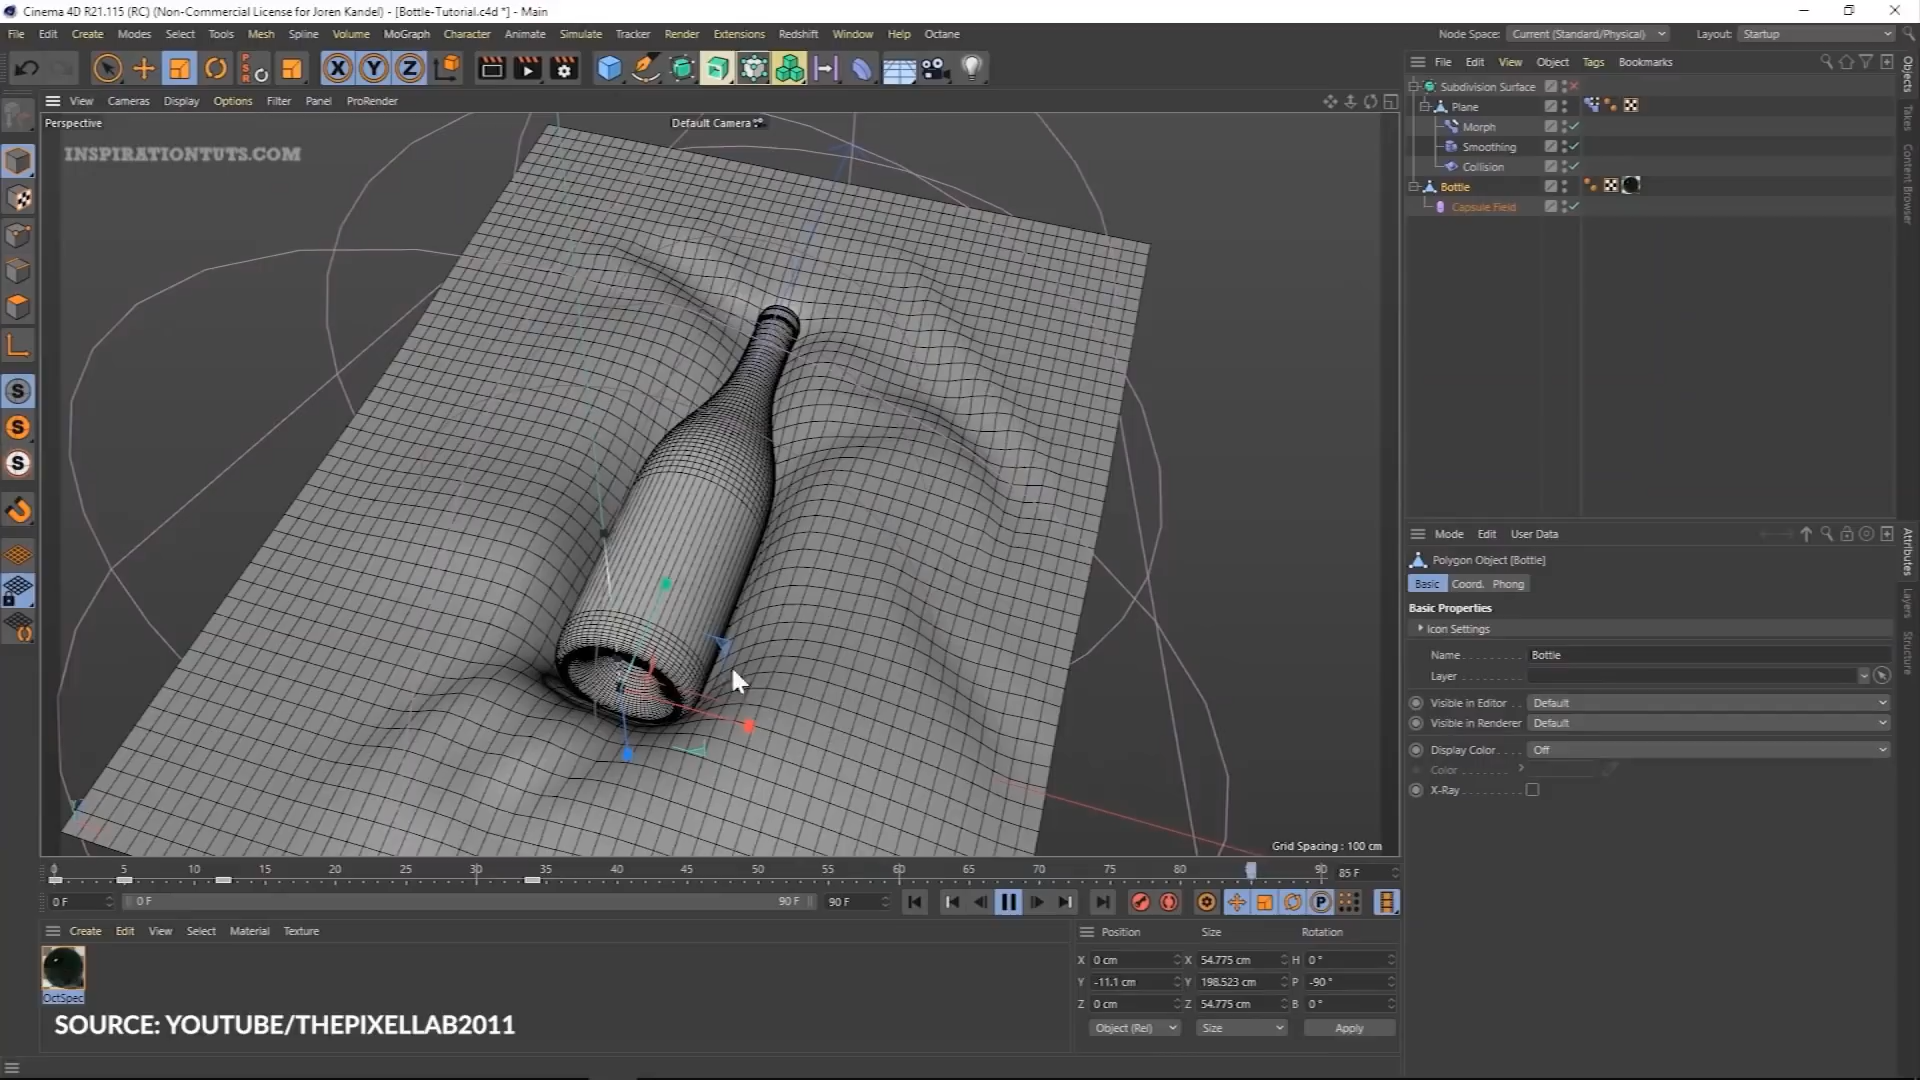 Cinema 4D R21.115 (RC) (Non-Commercial License for Joren Kandel) - [Bottle-Tutorial.c4d *] - Main
File Edit Create Modes Select Tools Mesh Spline Volume MoGraph Character Animate Simulate Tracker Render Extensions Redshift Window Help Octane
Node Space: Current (Standard/Physical) Layout: Startup
P S R X Y Z
View Cameras Display Options Filter Panel ProRender
Perspective
Default Camera
INSPIRATIONTUTS.COM
Grid Spacing : 100 cm
S
S
S
File Edit View Object Tags Bookmarks
Subdivision Surface
Plane
Morph
Smoothing
Collision
Bottle
Capsule Field
Objects
Takes
Content Browser
Mode Edit User Data
Polygon Object [Bottle]
Basic Coord. Phong
Basic Properties
Icon Settings
Name Bottle
Layer
Visible in Editor Default
Visible in Renderer Default
Display Color Off
Color
X-Ray
Attributes
Layers
Structure
0 5 10 15 20 25 30 35 40 45 50 55 60 65 70 75 80 90 85 F
0 F 0 F 90 F 90 F P
Create Edit View Select Material Texture
OctSpec
SOURCE: YOUTUBE/THEPIXELLAB2011
Position Size Rotation
X 0 cm X 54.775 cm H 0 °
Y -11.1 cm Y 198.523 cm P -90 °
Z 0 cm Z 54.775 cm B 0 °
Object (Rel) Size Apply